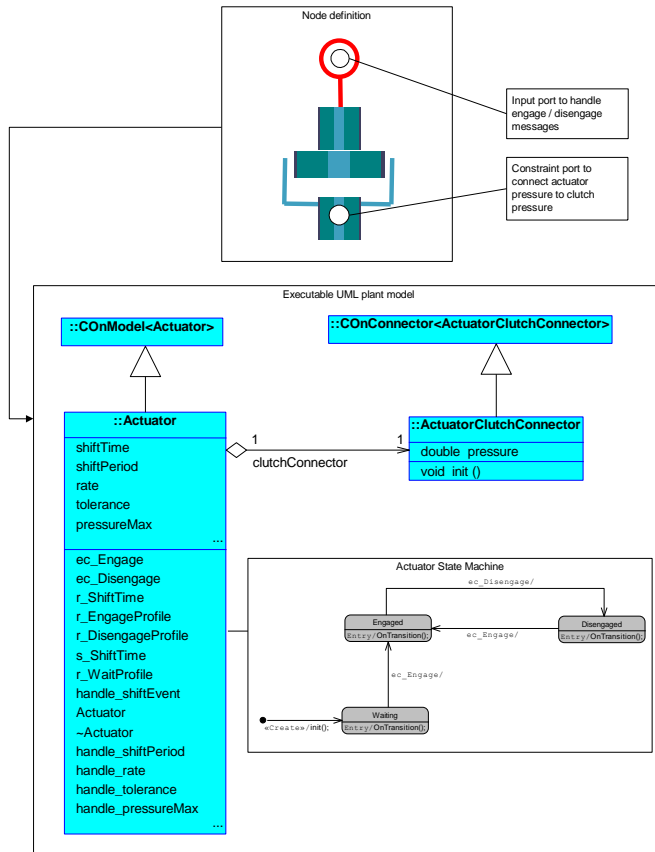 Node definition
Input port to handle
engage / disengage
messages
Constraint port to
connect actuator
pressure to clutch
pressure
Executable UML plant model
::COnModel<Actuator>
::COnConnector<ActuatorClutchConnector>
::Actuator
shiftTime
shiftPeriod
rate
tolerance
pressureMax
...
ec_Engage
ec_Disengage
r_ShiftTime
r_EngageProfile
r_DisengageProfile
s_ShiftTime
r_WaitProfile
handle_shiftEvent
Actuator
~Actuator
handle_shiftPeriod
handle_rate
handle_tolerance
handle_pressureMax
...
1
1
clutchConnector
::ActuatorClutchConnector
double pressure
void init ()
Actuator State Machine
ec_Disengage/
Engaged
Entry/OnTransition();
Disengaged
Entry/OnTransition();
ec_Engage/
ec_Engage/
Waiting
Entry/OnTransition();
«Create»/init();